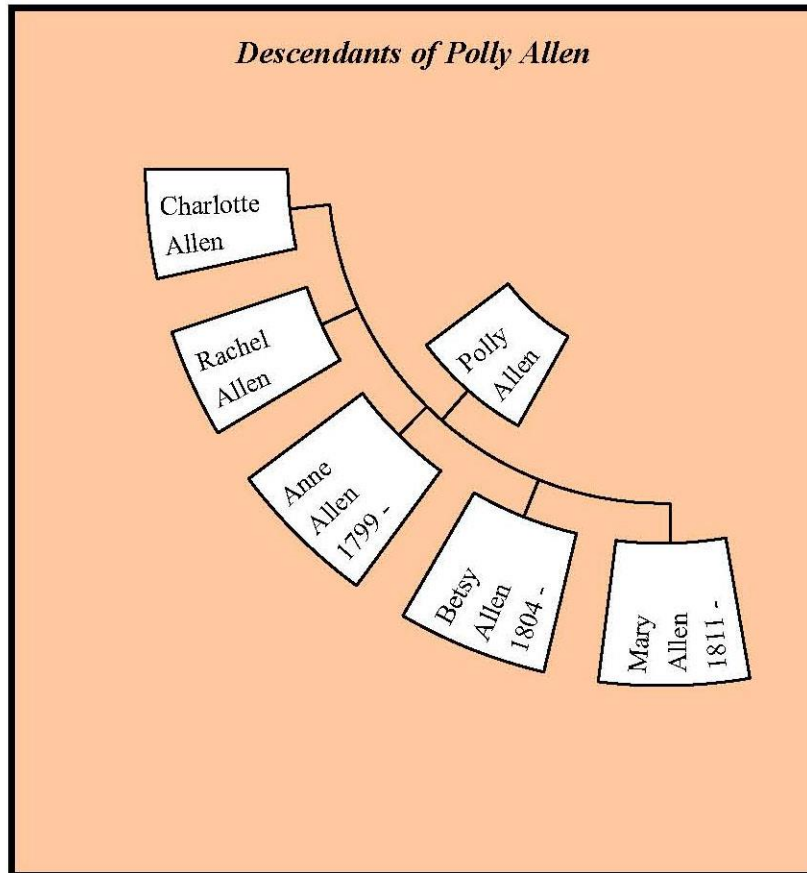 Descendants of Polly Allen
Charlotte
Allen
Rachel
Allen
Polly
Allen
Anne
Allen
1799 -
Betsy
Allen
1804 -
Mary
Allen
1811 -